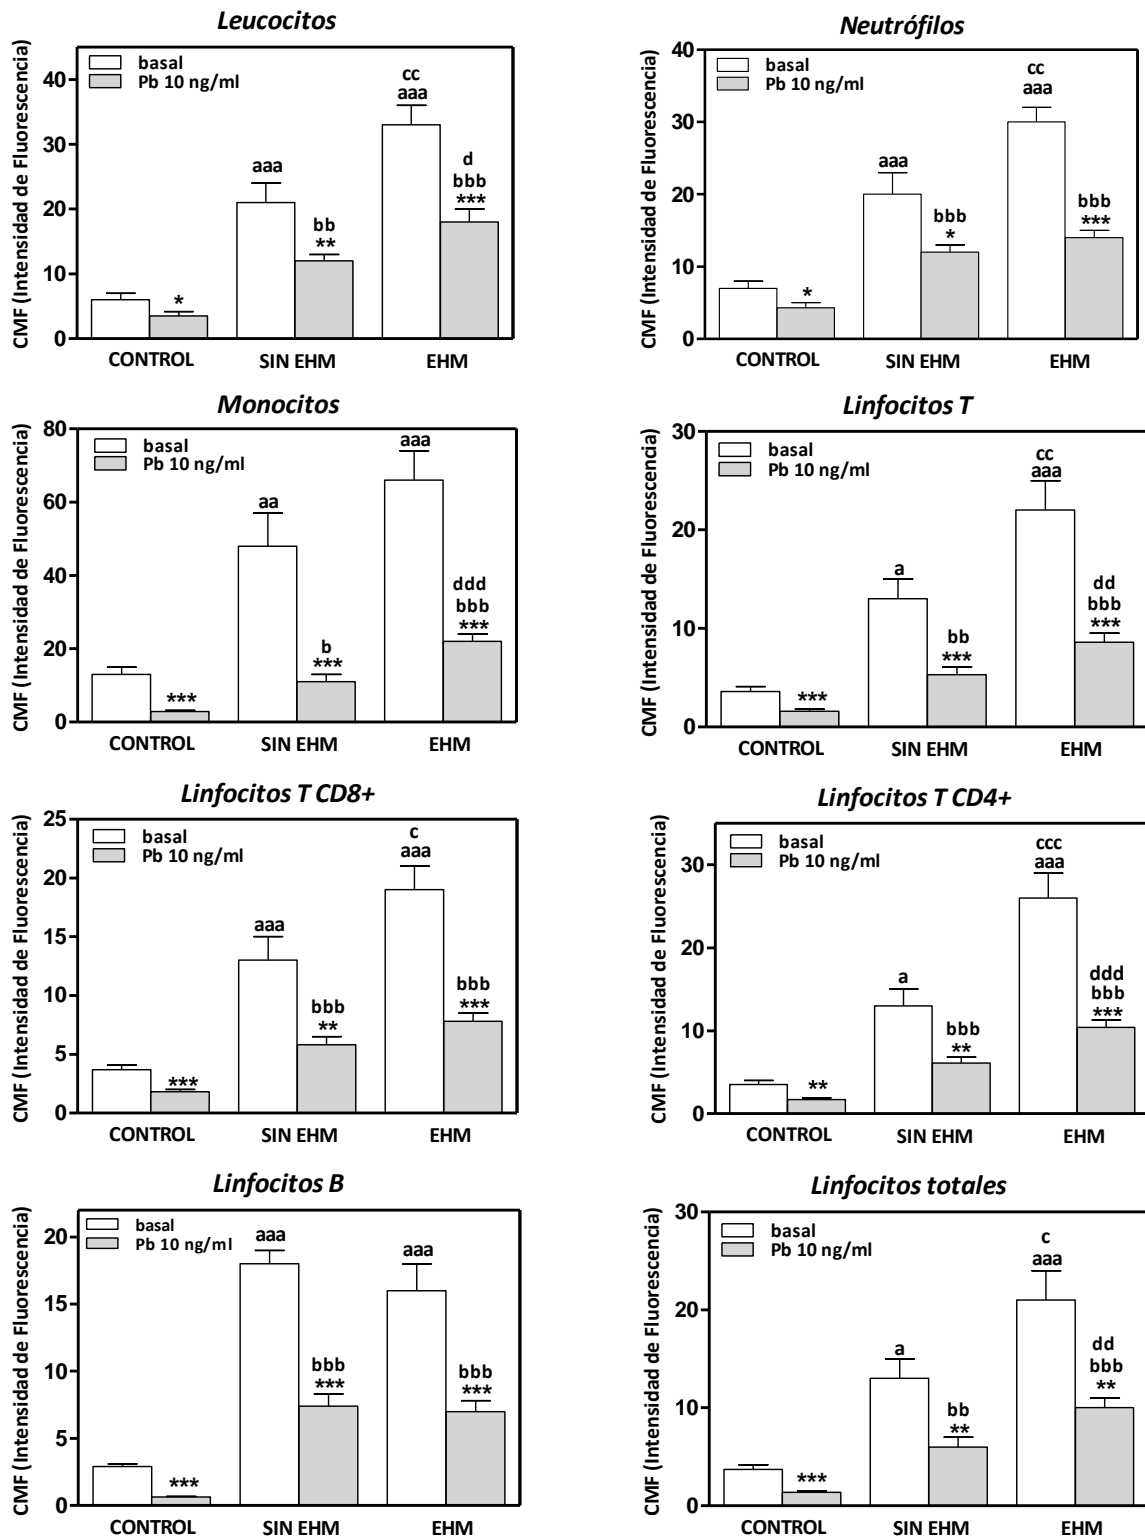 Leucocitos
CMF (Intensidad de Fluorescencia)
basal
Pb 10 ng/ml
40
30
20
10
0
*
aaa
bb
**
cc
aaa
d
bbb
***
CONTROL SIN EHM EHM
Neutrófilos
CMF (Intensidad de Fluorescencia)
basal
Pb 10 ng/ml
40
30
20
10
0
*
aaa
bbb
*
cc
aaa
bbb
***
CONTROL SIN EHM EHM
Monocitos
CMF (Intensidad de Fluorescencia)
basal
Pb 10 ng/ml
80
60
40
20
0
***
aa
b
***
aaa
ddd
bbb
***
CONTROL SIN EHM EHM
Linfocitos T
CMF (Intensidad de Fluorescencia)
basal
Pb 10 ng/ml
30
20
10
0
***
a
bb
***
cc
aaa
dd
bbb
***
CONTROL SIN EHM EHM
Linfocitos T CD8+
CMF (Intensidad de Fluorescencia)
basal
Pb 10 ng/ml
25
20
15
10
5
0
***
aaa
bbb
**
c
aaa
bbb
***
CONTROL SIN EHM EHM
Linfocitos T CD4+
CMF (Intensidad de Fluorescencia)
basal
Pb 10 ng/ml
30
20
10
0
**
a
bbb
**
ccc
aaa
ddd
bbb
***
CONTROL SIN EHM EHM
Linfocitos B
CMF (Intensidad de Fluorescencia)
basal
Pb 10 ng/ml
20
15
10
5
0
***
aaa
bbb
***
aaa
bbb
***
CONTROL SIN EHM EHM
Linfocitos totales
CMF (Intensidad de Fluorescencia)
basal
Pb 10 ng/ml
30
20
10
0
***
a
bb
**
c
aaa
dd
bbb
**
CONTROL SIN EHM EHM